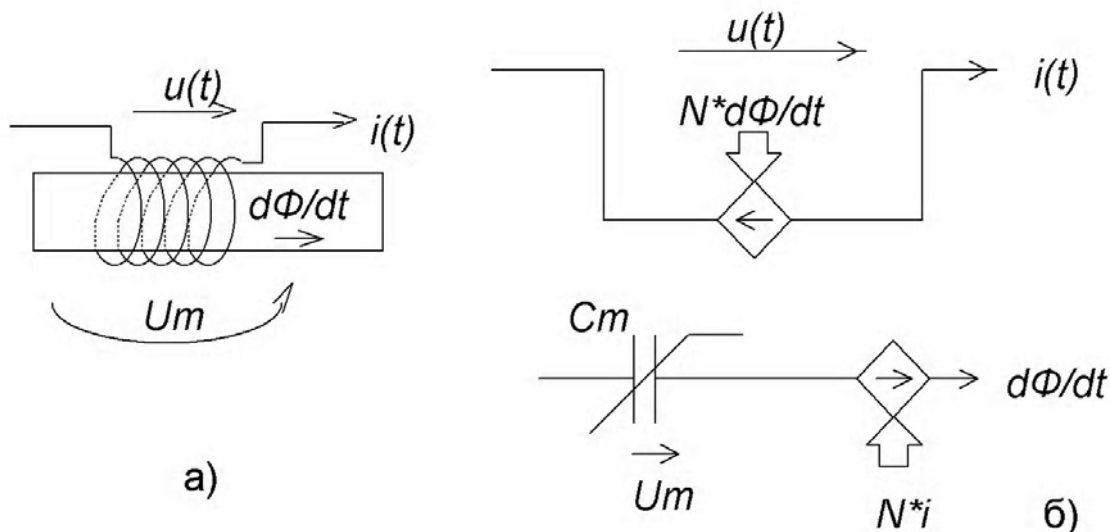 u(t)
i(t)
dΦ/dt
Um
а)
u(t)
i(t)
N*dΦ/dt
Cm
Um
dΦ/dt
N*i
б)